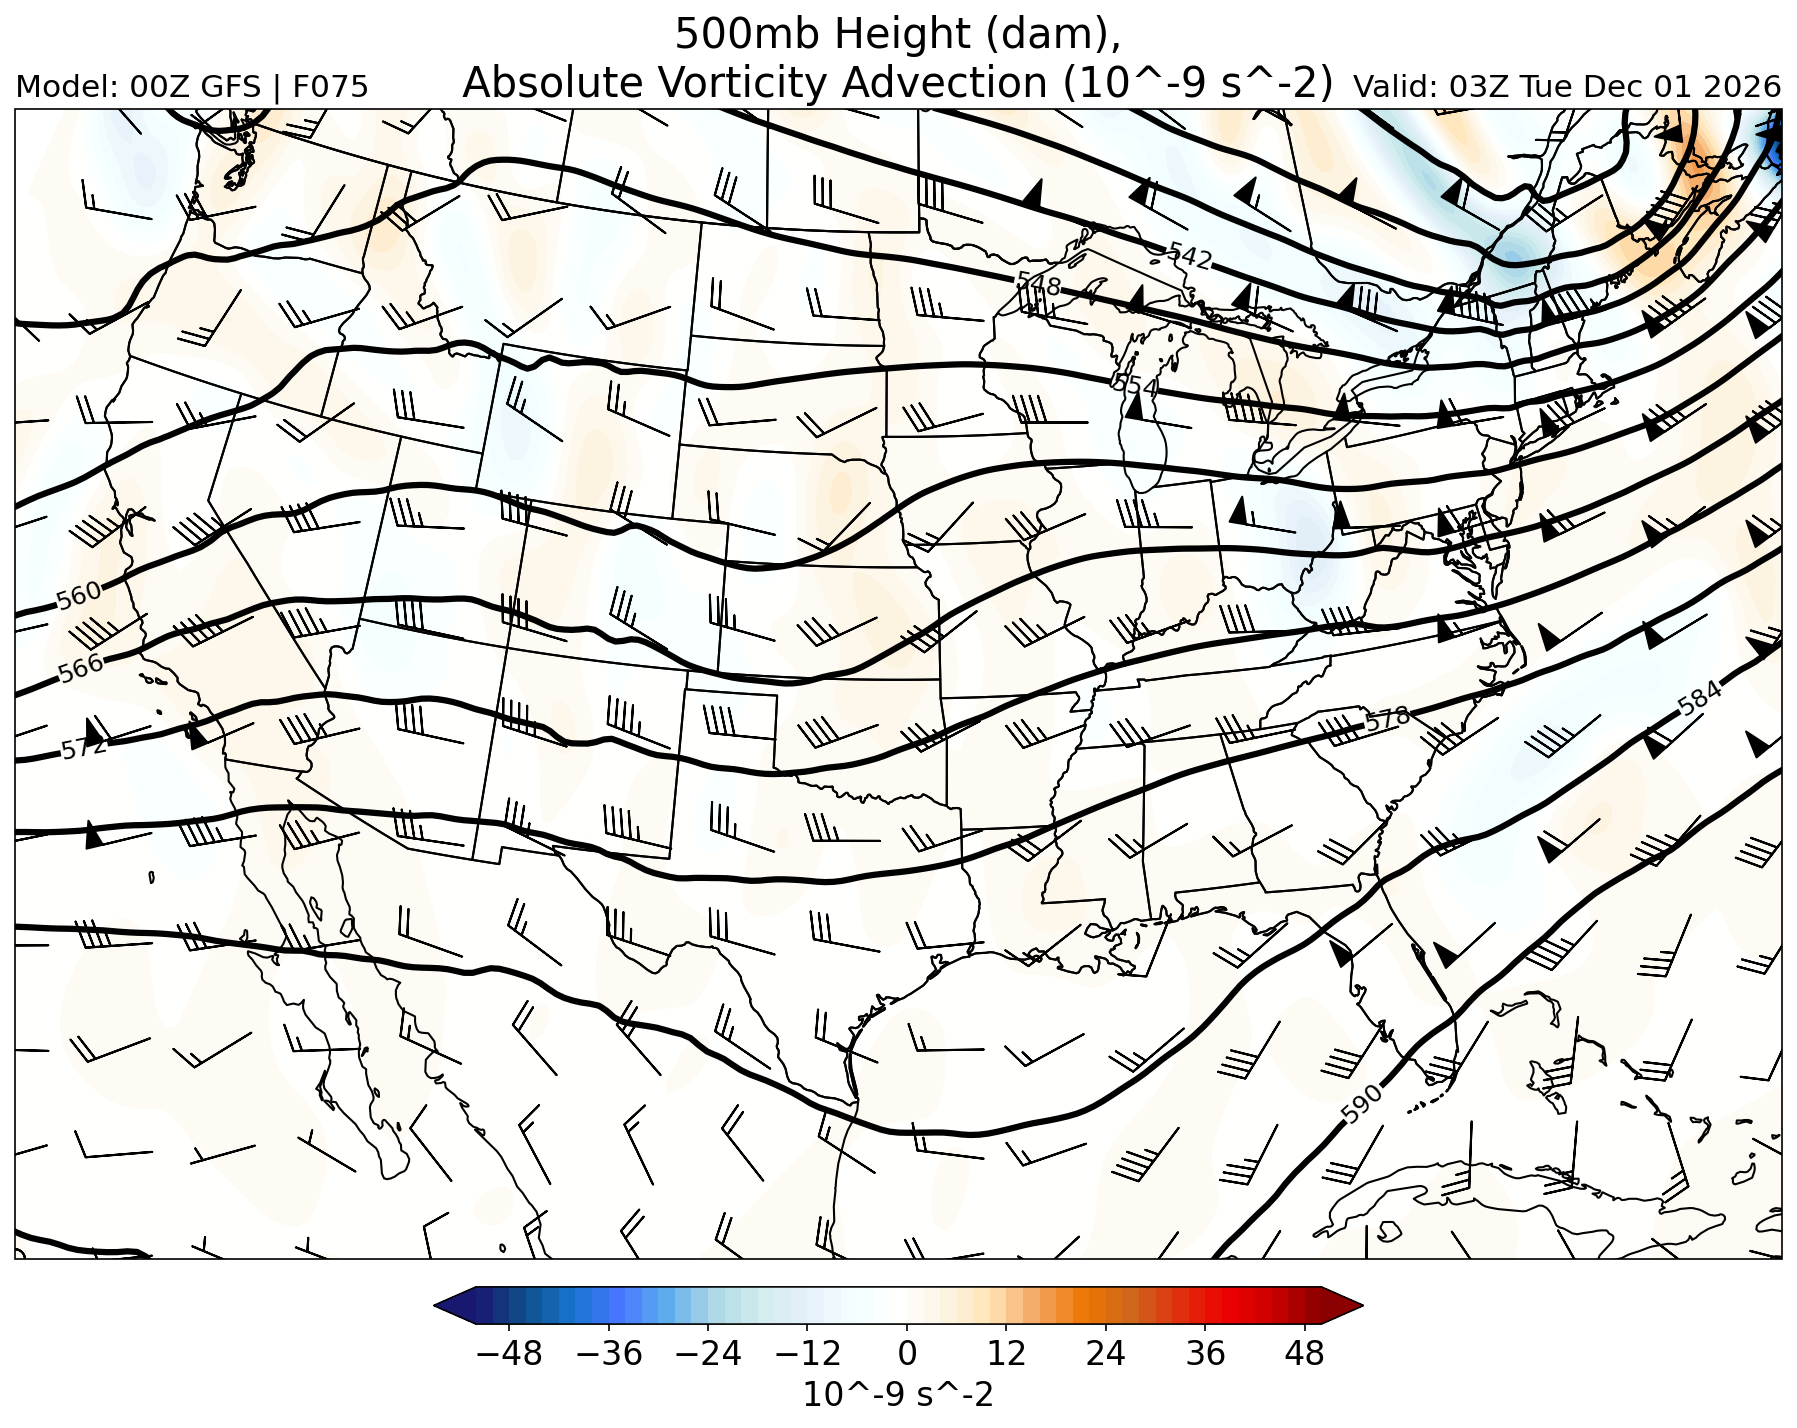 500mb Height (dam),
Model: 00Z GFS | F075
Absolute Vorticity Advection (10^-9 s^-2)
Valid: 03Z Tue Dec 01 2026
542
548
554
560
566
572
578
584
590
−48 −36 −24 −12 0 12 24 36 48
10^-9 s^-2